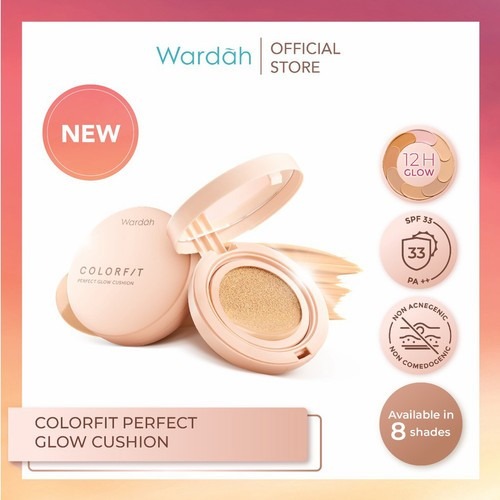 Wardah
OFFICIAL
STORE
NEW
12H
GLOW
SPF 33
33
PA ++
Wardah
COLORFIT
PERFECT GLOW CUSHION
NON ACNEGENIC
NON COMEDOGENIC
COLORFIT PERFECT
GLOW CUSHION
Available in
8 shades